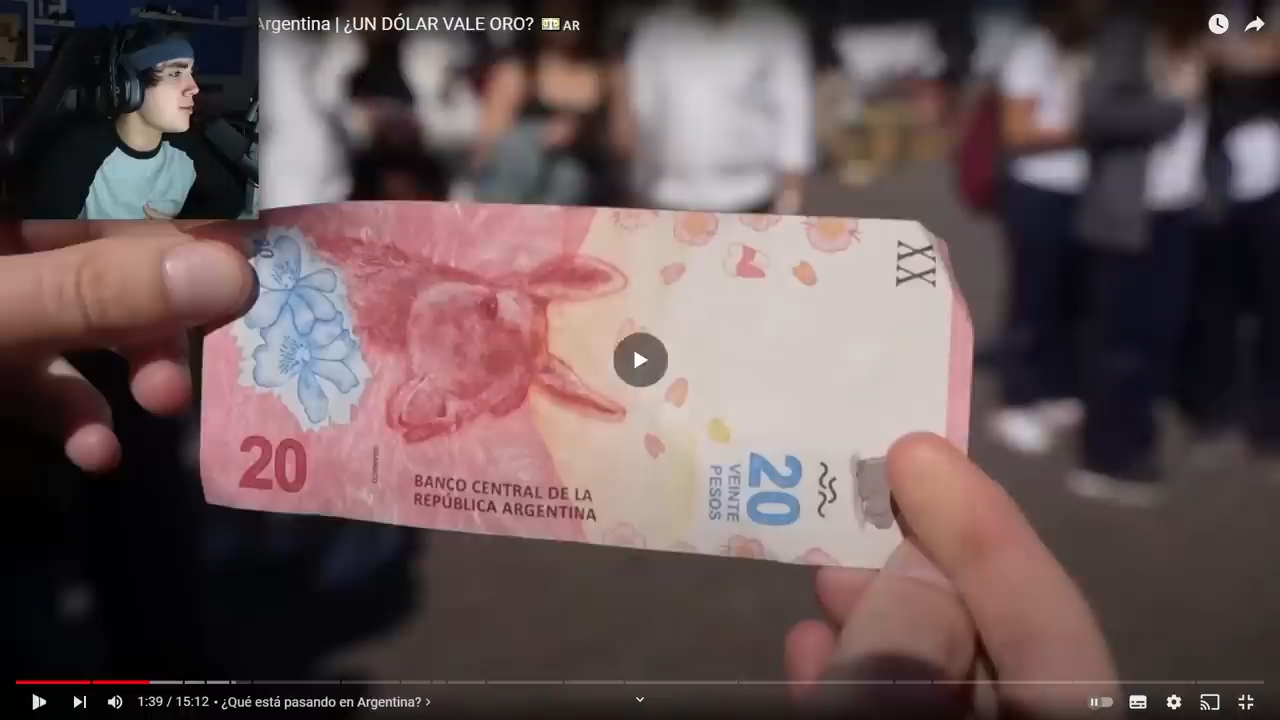 Argentina | ¿UN DÓLAR VALE ORO? 💴 AR
XX
20
BANCO CENTRAL DE LA
REPÚBLICA ARGENTINA
20
VEINTE
PESOS
1:39 / 15:12 • ¿Qué está pasando en Argentina? >